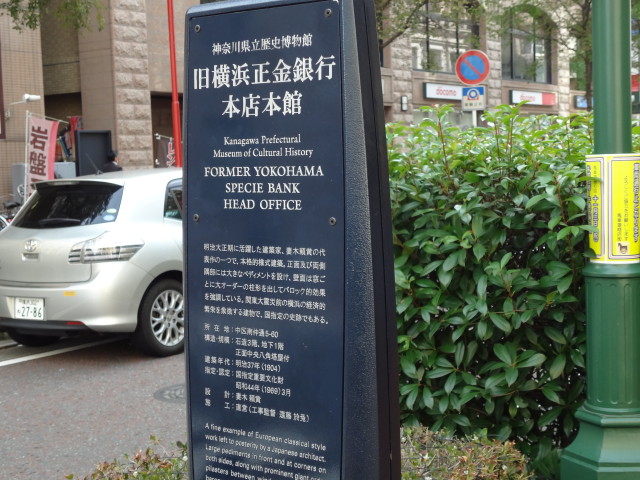 神奈川県立歴史博物館
旧横浜正金銀行
本店本館
Kanagawa Prefectural
Museum of Cultural History
FORMER YOKOHAMA
SPECIE BANK
HEAD OFFICE
明治大正期に活躍した建築家、妻木頼黄の代
表作の一つで、本格的様式建築。正面及び両側
隅部には大きなペディメントを設け、壁面は窓ご
とに大オーダーの柱形を出してバロック的効果
を強調している。関東大震災前の横浜の経済的
繁栄を象徴する建物で、国指定の史跡でもある。
所在地:中区南仲通5-60
構造・規模:石造3階、地下1階
正面中央八角塔屋付
建築年代:明治37年(1904)
指定・認定:国指定重要文化財
昭和44年(1969)3月
設計:妻木 頼黄
施工:直営(工事監督 遠藤 於菟)
A fine example of European classical style
work left to posterity by a Japanese architect.
Large pediments in front and at corners on
both sides, along with prominent giant order
pilasters between
27-86
docomo